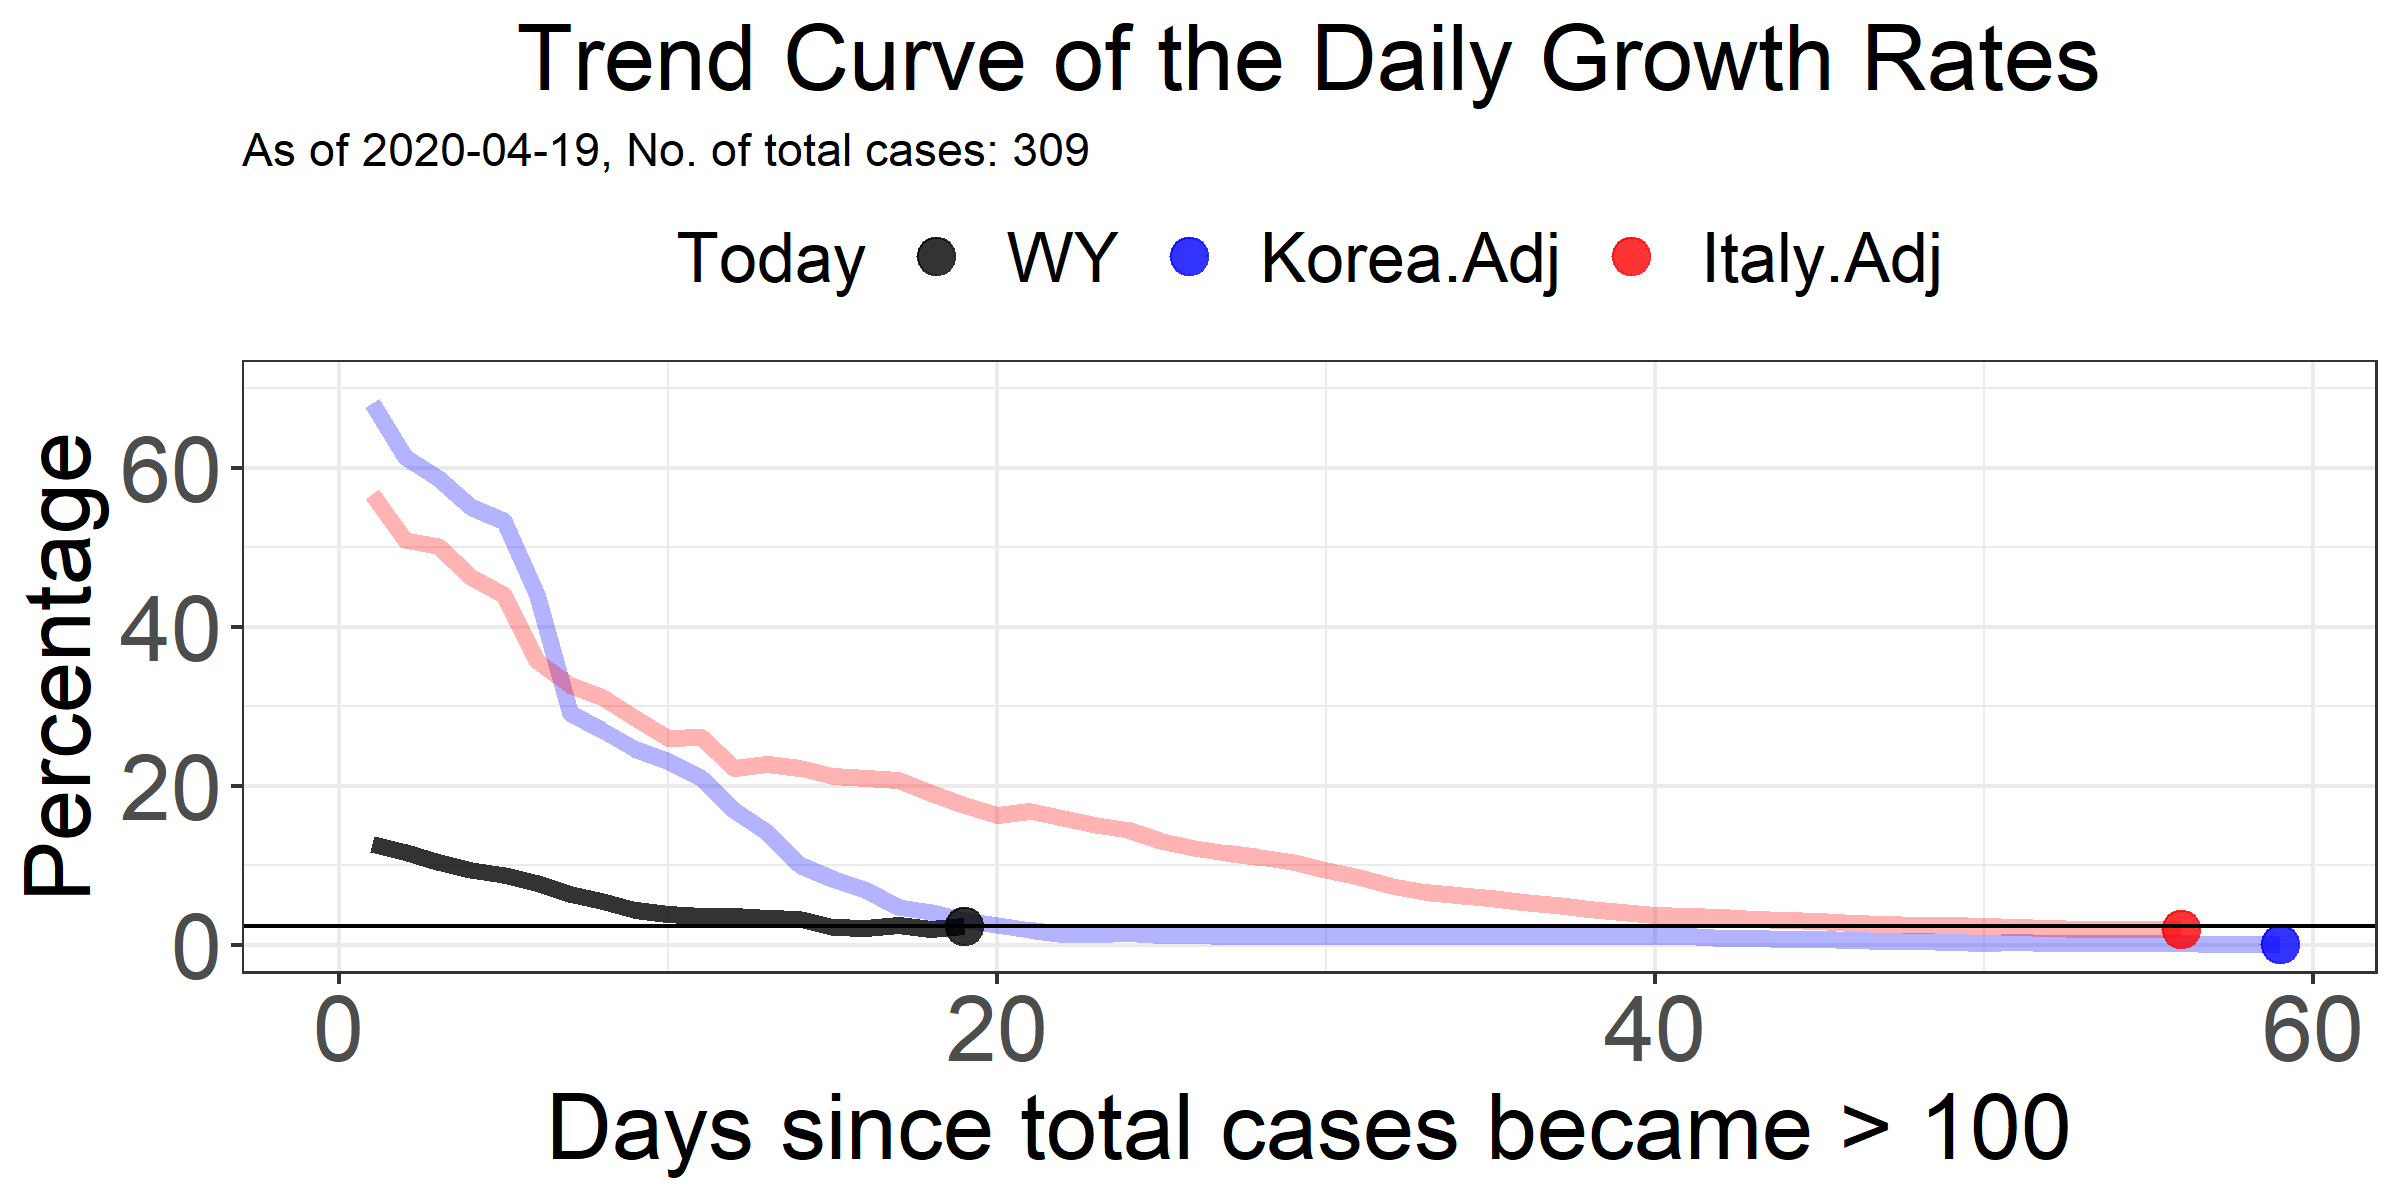 Trend Curve of the Daily Growth Rates
As of 2020-04-19, No. of total cases: 309
Today WY Korea.Adj Italy.Adj
Percentage
60
40
20
0
0 20 40 60
Days since total cases became > 100